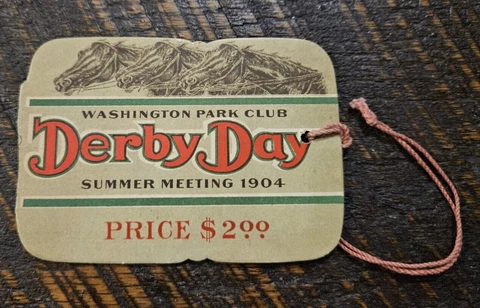 WASHINGTON PARK CLUB
Derby Day
SUMMER MEETING 1904
PRICE $2.00